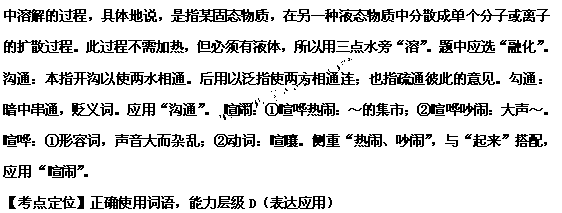 中溶解的过程，具体地说，是指某固态物质，在另一种液态物质中分散成单个分子或离子
的扩散过程。此过程不需加热，但必须有液体，所以用三点水旁“溶”。题中应选“融化”。
沟通：本指开沟以使两水相通。后用以泛指使两方相通连；也指疏通彼此的意见。勾通：
暗中串通，贬义词。应用“沟通”。 喧闹：①喧哗热闹：～的集市；②喧哗吵闹：大声～。
喧哗：①形容词，声音大而杂乱；②动词：喧嚷。侧重“热闹、吵闹”，与“起来”搭配，
应用“喧闹”。
【考点定位】正确使用词语，能力层级 D（表达应用）